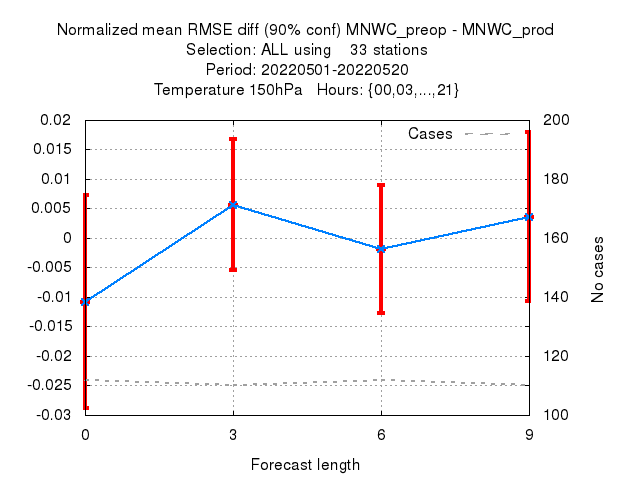 Normalized mean RMSE diff (90% conf) MNWC_preop - MNWC_prod
Selection: ALL using    33 stations
Period: 20220501-20220520
Temperature 150hPa   Hours: {00,03,...,21}
0.02
0.015
0.01
0.005
0
-0.005
-0.01
-0.015
-0.02
-0.025
-0.03
Cases
200
180
160
140
120
100
No cases
0 3 6 9
Forecast length